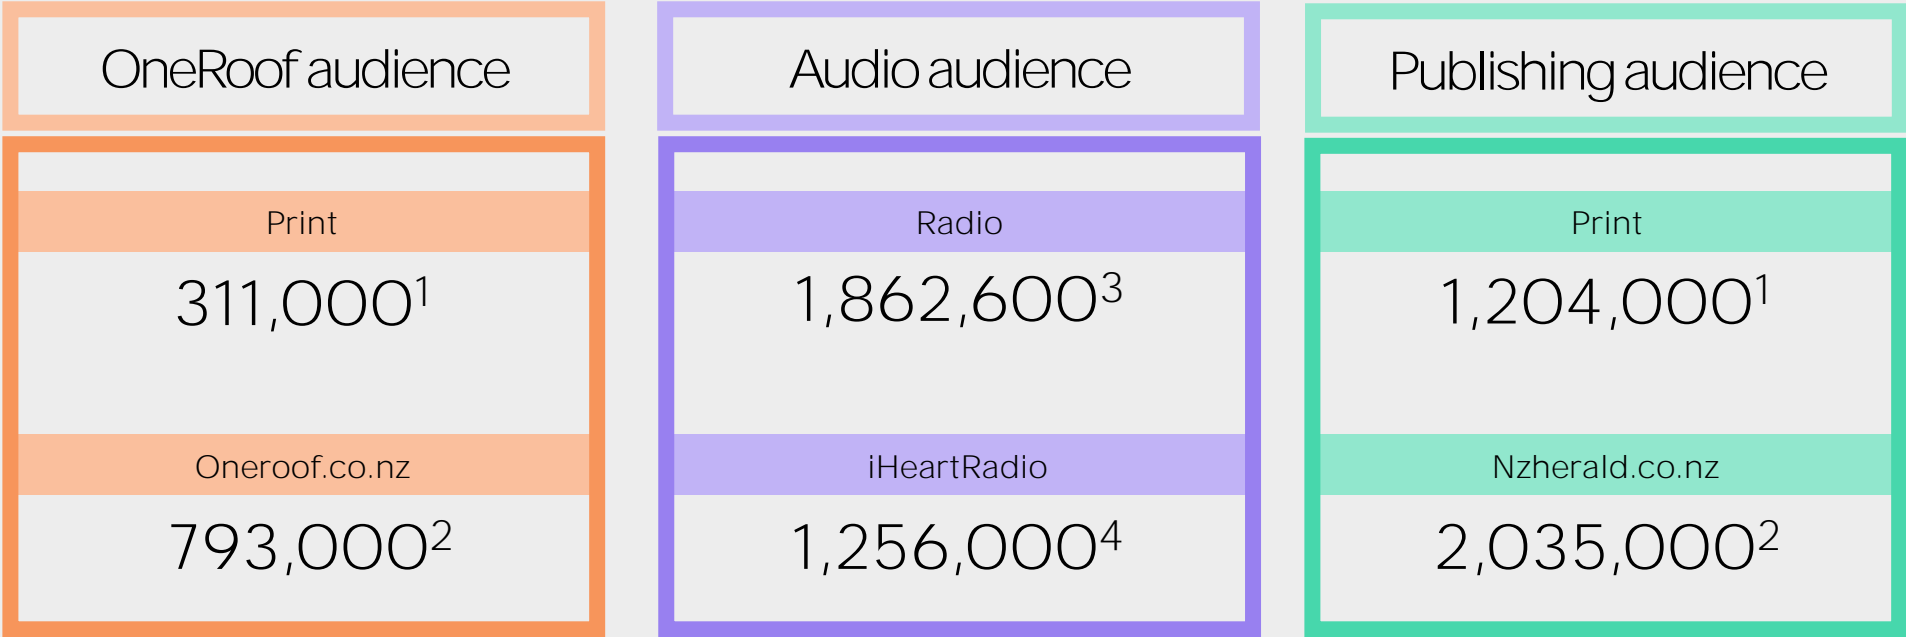 OneRoof audience
Print
311,000¹
Oneroof.co.nz
793,000²
Audio audience
Radio
1,862,600³
iHeartRadio
1,256,000⁴
Publishing audience
Print
1,204,000¹
Nzherald.co.nz
2,035,000²